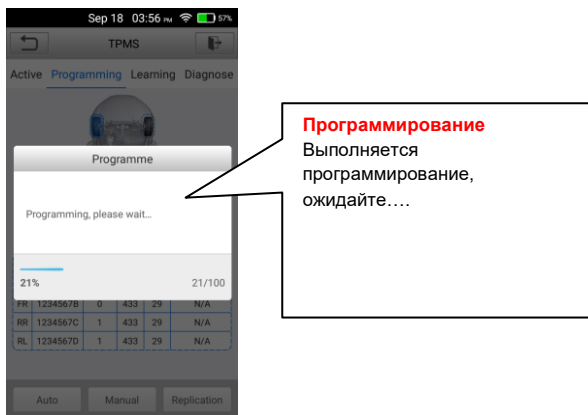 Sep 18 03:56 PM 57%
TPMS
Active Programming Learning Diagnose
Programme
Programming, please wait...
21% 21/100
FR 1234567B 0 433 29 N/A
RR 1234567C 1 433 29 N/A
RL 1234567D 1 433 29 N/A
Auto Manual Replication
Программирование
Выполняется
программирование,
ожидайте….